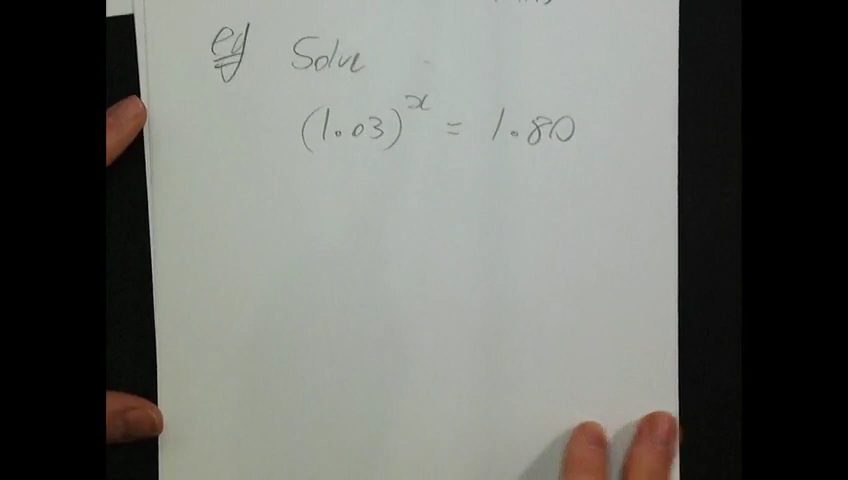 eg Solve
(1.03)^x = 1.80